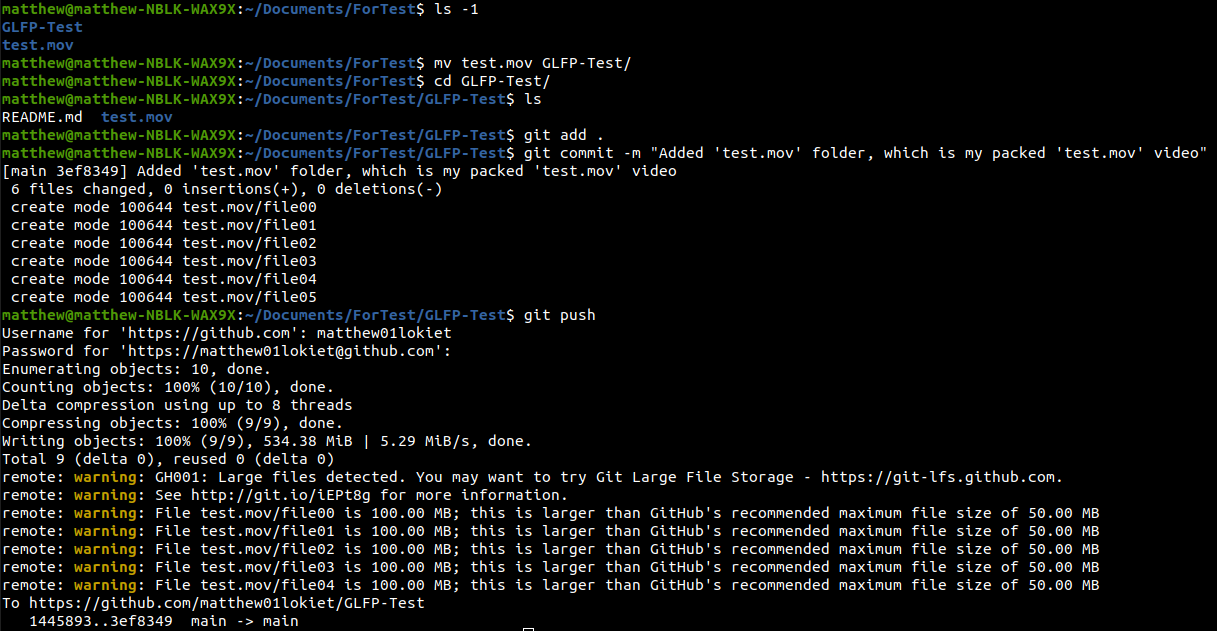 matthew@matthew-NBLK-WAX9X:~/Documents/ForTest$ ls -1
GLFP-Test
test.mov
matthew@matthew-NBLK-WAX9X:~/Documents/ForTest$ mv test.mov GLFP-Test/
matthew@matthew-NBLK-WAX9X:~/Documents/ForTest$ cd GLFP-Test/
matthew@matthew-NBLK-WAX9X:~/Documents/ForTest/GLFP-Test$ ls
README.md  test.mov
matthew@matthew-NBLK-WAX9X:~/Documents/ForTest/GLFP-Test$ git add .
matthew@matthew-NBLK-WAX9X:~/Documents/ForTest/GLFP-Test$ git commit -m "Added 'test.mov' folder, which is my packed 'test.mov' video"
[main 3ef8349] Added 'test.mov' folder, which is my packed 'test.mov' video
 6 files changed, 0 insertions(+), 0 deletions(-)
 create mode 100644 test.mov/file00
 create mode 100644 test.mov/file01
 create mode 100644 test.mov/file02
 create mode 100644 test.mov/file03
 create mode 100644 test.mov/file04
 create mode 100644 test.mov/file05
matthew@matthew-NBLK-WAX9X:~/Documents/ForTest/GLFP-Test$ git push
Username for 'https://github.com': matthew01lokiet
Password for 'https://matthew01lokiet@github.com':
Enumerating objects: 10, done.
Counting objects: 100% (10/10), done.
Delta compression using up to 8 threads
Compressing objects: 100% (9/9), done.
Writing objects: 100% (9/9), 534.38 MiB | 5.29 MiB/s, done.
Total 9 (delta 0), reused 0 (delta 0)
remote: warning: GH001: Large files detected. You may want to try Git Large File Storage - https://git-lfs.github.com.
remote: warning: See http://git.io/iEPt8g for more information.
remote: warning: File test.mov/file00 is 100.00 MB; this is larger than GitHub's recommended maximum file size of 50.00 MB
remote: warning: File test.mov/file01 is 100.00 MB; this is larger than GitHub's recommended maximum file size of 50.00 MB
remote: warning: File test.mov/file02 is 100.00 MB; this is larger than GitHub's recommended maximum file size of 50.00 MB
remote: warning: File test.mov/file03 is 100.00 MB; this is larger than GitHub's recommended maximum file size of 50.00 MB
remote: warning: File test.mov/file04 is 100.00 MB; this is larger than GitHub's recommended maximum file size of 50.00 MB
To https://github.com/matthew01lokiet/GLFP-Test
   1445893..3ef8349  main -> main